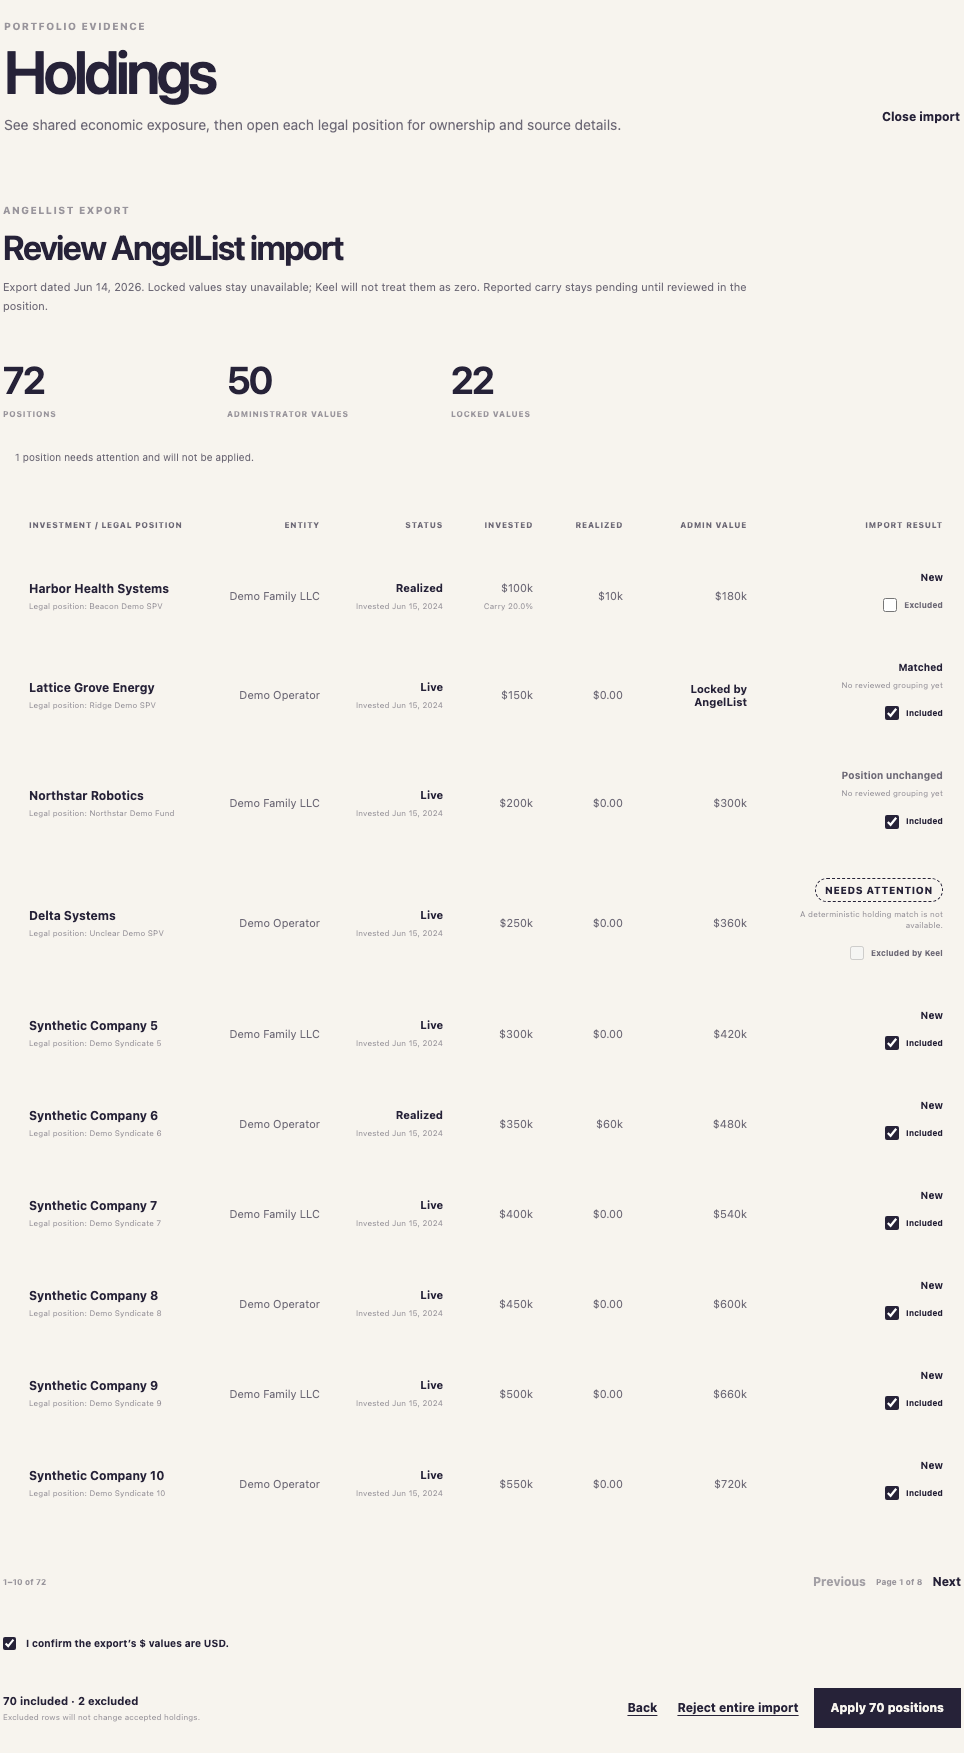 PORTFOLIO EVIDENCE
Holdings
See shared economic exposure, then open each legal position for ownership and source details.
Close import
ANGELLIST EXPORT
Review AngelList import
Export dated Jun 14, 2026. Locked values stay unavailable; Keel will not treat them as zero. Reported carry stays pending until reviewed in the
position.
72 50 22
POSITIONS ADMINISTRATOR VALUES LOCKED VALUES
1 position needs attention and will not be applied.
INVESTMENT / LEGAL POSITION ENTITY STATUS INVESTED REALIZED ADMIN VALUE IMPORT RESULT
New
Harbor Health Systems Realized $100k
Demo Family LLC $10k $180k
Legal position: Beacon Demo SPV Invested Jun 15, 2024 Carry 20.0% Excluded
Matched
Lattice Grove Energy Live Locked by No reviewed grouping yet
Demo Operator $150k $0.00 AngelList
Legal position: Ridge Demo SPV Invested Jun 15, 2024 Included
Position unchanged
Northstar Robotics Live No reviewed grouping yet
Demo Family LLC $200k $0.00 $300k
Legal position: Northstar Demo Fund Invested Jun 15, 2024 Included
NEEDS ATTENTION
Delta Systems Live A deterministic holding match is not
Demo Operator $250k $0.00 $360k available.
Legal position: Unclear Demo SPV Invested Jun 15, 2024
Excluded by Keel
New
Synthetic Company 5 Live
Demo Family LLC $300k $0.00 $420k
Legal position: Demo Syndicate 5 Invested Jun 15, 2024 Included
New
Synthetic Company 6 Realized
Demo Operator $350k $60k $480k
Legal position: Demo Syndicate 6 Invested Jun 15, 2024 Included
New
Synthetic Company 7 Live
Demo Family LLC $400k $0.00 $540k
Legal position: Demo Syndicate 7 Invested Jun 15, 2024 Included
New
Synthetic Company 8 Live
Demo Operator $450k $0.00 $600k
Legal position: Demo Syndicate 8 Invested Jun 15, 2024 Included
New
Synthetic Company 9 Live
Demo Family LLC $500k $0.00 $660k
Legal position: Demo Syndicate 9 Invested Jun 15, 2024 Included
New
Synthetic Company 10 Live
Demo Operator $550k $0.00 $720k
Legal position: Demo Syndicate 10 Invested Jun 15, 2024 Included
1–10 of 72 Previous Page 1 of 8 Next
I confirm the export's $ values are USD.
70 included · 2 excluded
Excluded rows will not change accepted holdings.
Back Reject entire import Apply 70 positions